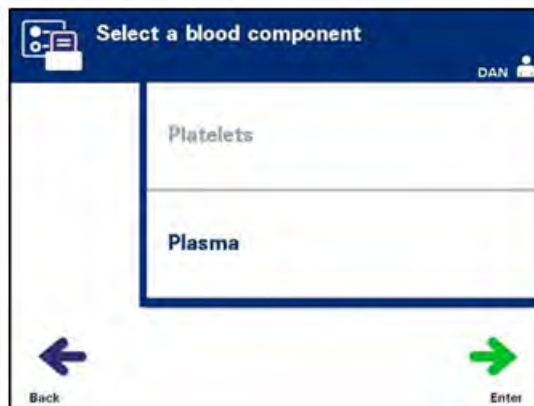 Select a blood component
DAN
Platelets
Plasma
Back
Enter